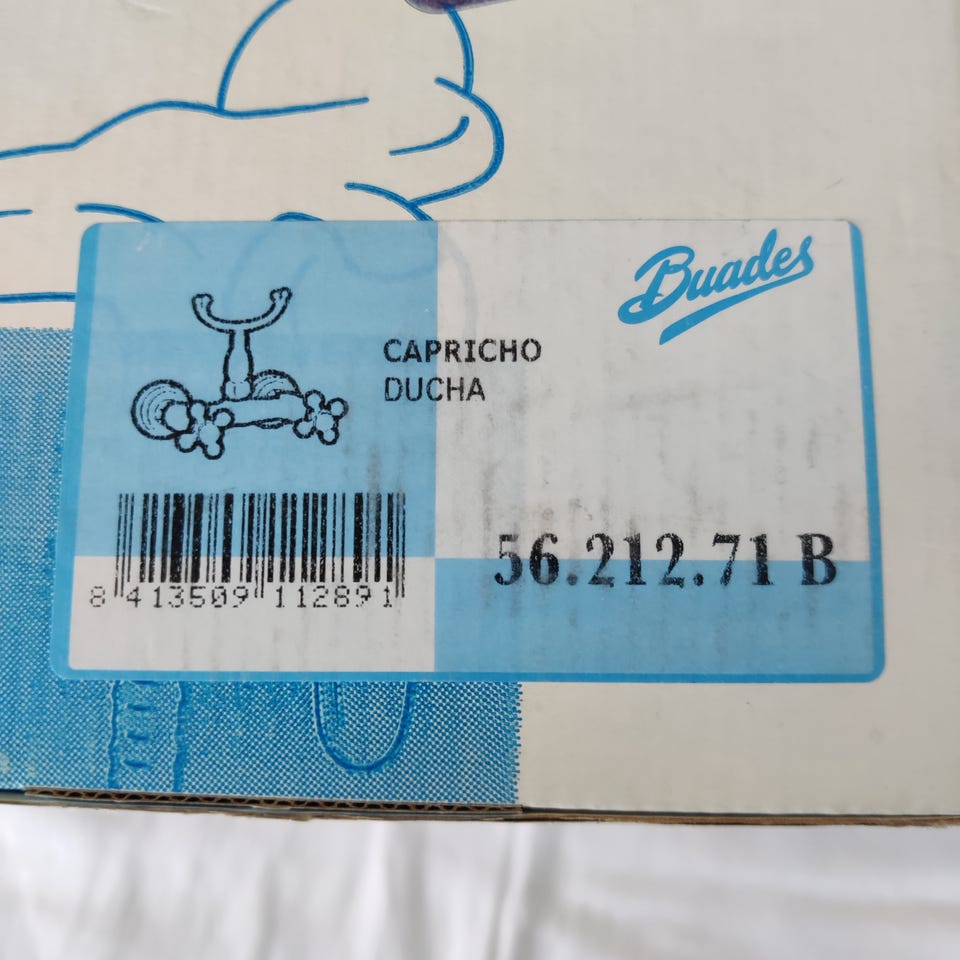 Buades
CAPRICHO
DUCHA
56.212.71 B
8 413509 112891